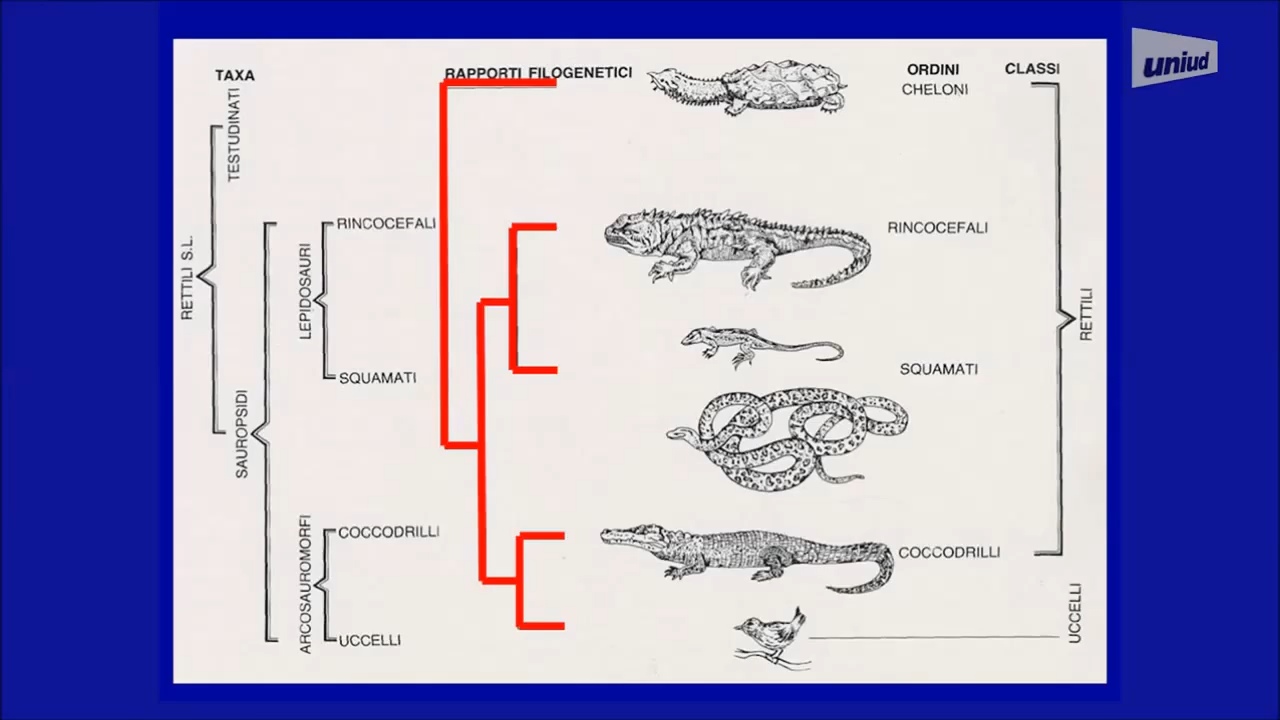 uniud
TAXA
RAPPORTI FILOGENETICI
ORDINI
CLASSI
CHELONI
TESTUDINATI
RETTILI S.L.
SAUROPSIDI
LEPIDOSAURI
RINCOCEFALI
RINCOCEFALI
RETTILI
SQUAMATI
SQUAMATI
ARCOSAUROMORFI
COCCODRILLI
COCCODRILLI
UCCELLI
UCCELLI